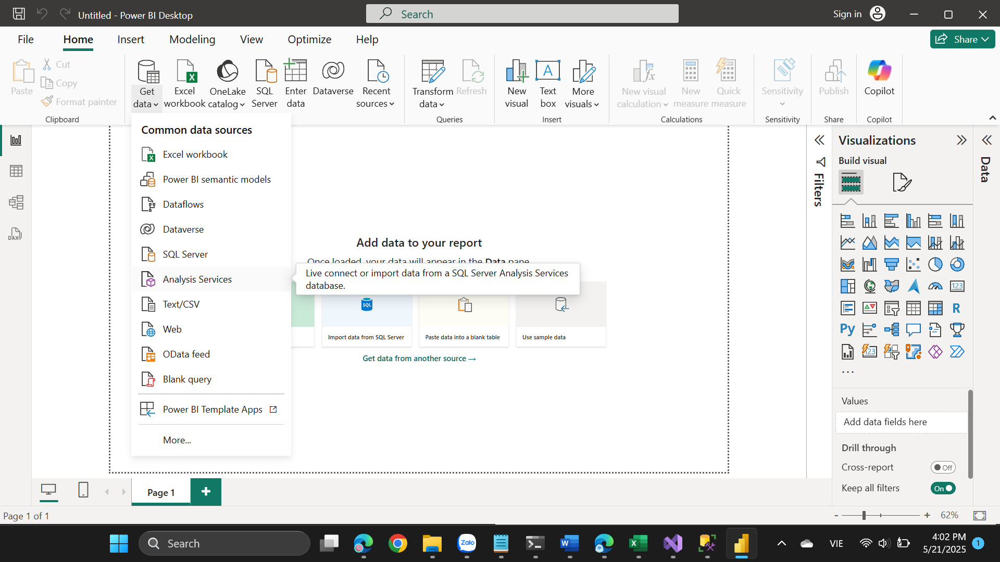 Untitled - Power BI Desktop
Search
Sign in
File
Home
Insert
Modeling
View
Optimize
Help
Share
Paste
Cut
Copy
Format painter
Clipboard
Get data
Excel workbook
OneLake catalog
SQL Server
Enter data
Dataverse
Recent sources
Transform data
Refresh
Queries
New visual
Text box
More visuals
Insert
New visual calculation
New measure
Quick measure
Calculations
Sensitivity
Sensitivity
Publish
Share
Copilot
Copilot
Common data sources
Excel workbook
Power BI semantic models
Dataflows
Dataverse
SQL Server
Analysis Services
Text/CSV
Web
OData feed
Blank query
Power BI Template Apps
More...
DAX
Add data to your report
Once loaded, your data will appear in the Data pane
Live connect or import data from a SQL Server Analysis Services
database.
SQL
Import data from SQL Server
Paste data into a blank table
Use sample data
Get data from another source →
Filters
Visualizations
Build visual
Data
123
R
Py
123
Values
Add data fields here
Drill through
Cross-report
Off
Keep all filters
On
Page 1
Page 1 of 1
- + 62%
Search
Zalo
VIE
4:02 PM
5/21/2025
1